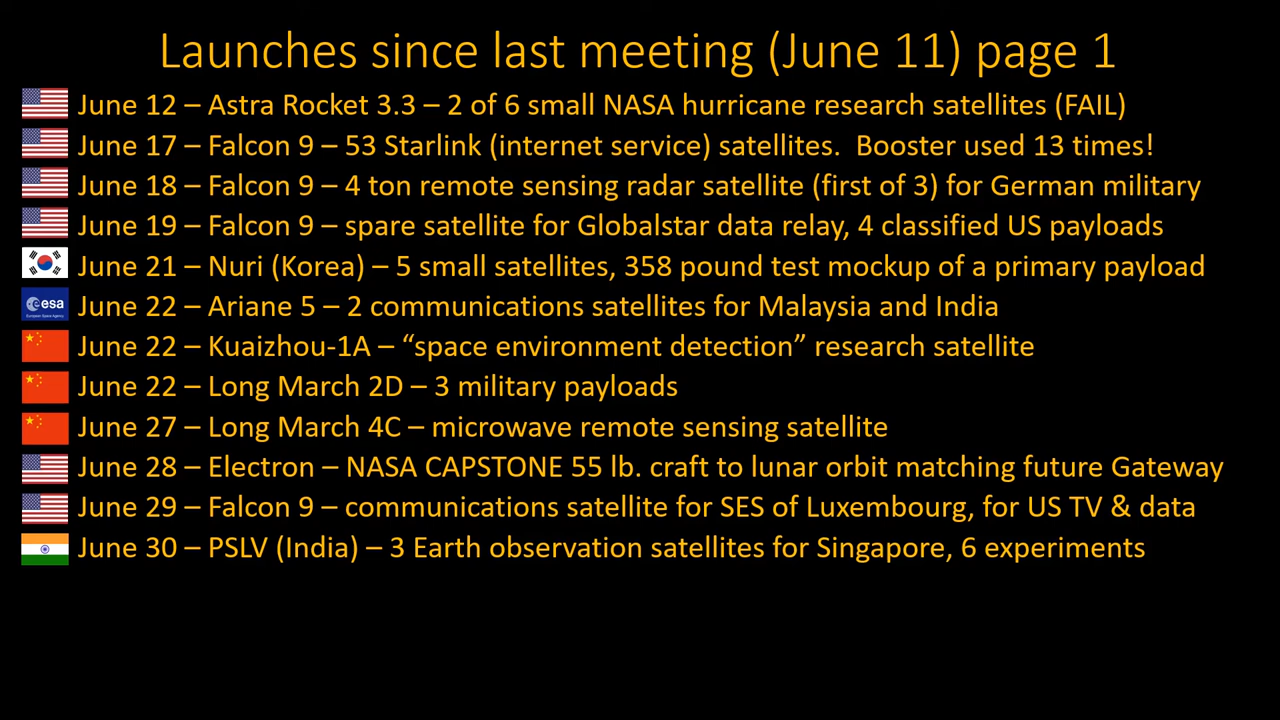 Launches since last meeting (June 11) page 1
June 12 – Astra Rocket 3.3 – 2 of 6 small NASA hurricane research satellites (FAIL)
June 17 – Falcon 9 – 53 Starlink (internet service) satellites.  Booster used 13 times!
June 18 – Falcon 9 – 4 ton remote sensing radar satellite (first of 3) for German military
June 19 – Falcon 9 – spare satellite for Globalstar data relay, 4 classified US payloads
June 21 – Nuri (Korea) – 5 small satellites, 358 pound test mockup of a primary payload
esa
European Space Agency
June 22 – Ariane 5 – 2 communications satellites for Malaysia and India
June 22 – Kuaizhou-1A – “space environment detection” research satellite
June 22 – Long March 2D – 3 military payloads
June 27 – Long March 4C – microwave remote sensing satellite
June 28 – Electron – NASA CAPSTONE 55 lb. craft to lunar orbit matching future Gateway
June 29 – Falcon 9 – communications satellite for SES of Luxembourg, for US TV & data
June 30 – PSLV (India) – 3 Earth observation satellites for Singapore, 6 experiments